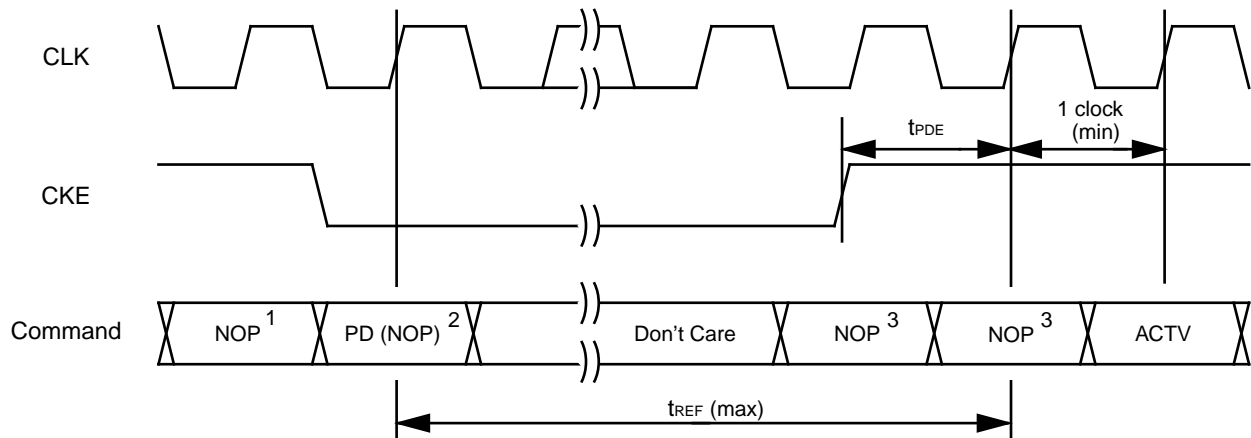 CLK
1 clock
(min)
tPDE
CKE
Command
NOP 1
PD (NOP) 2
Don't Care
NOP 3
NOP 3
ACTV
tREF (max)